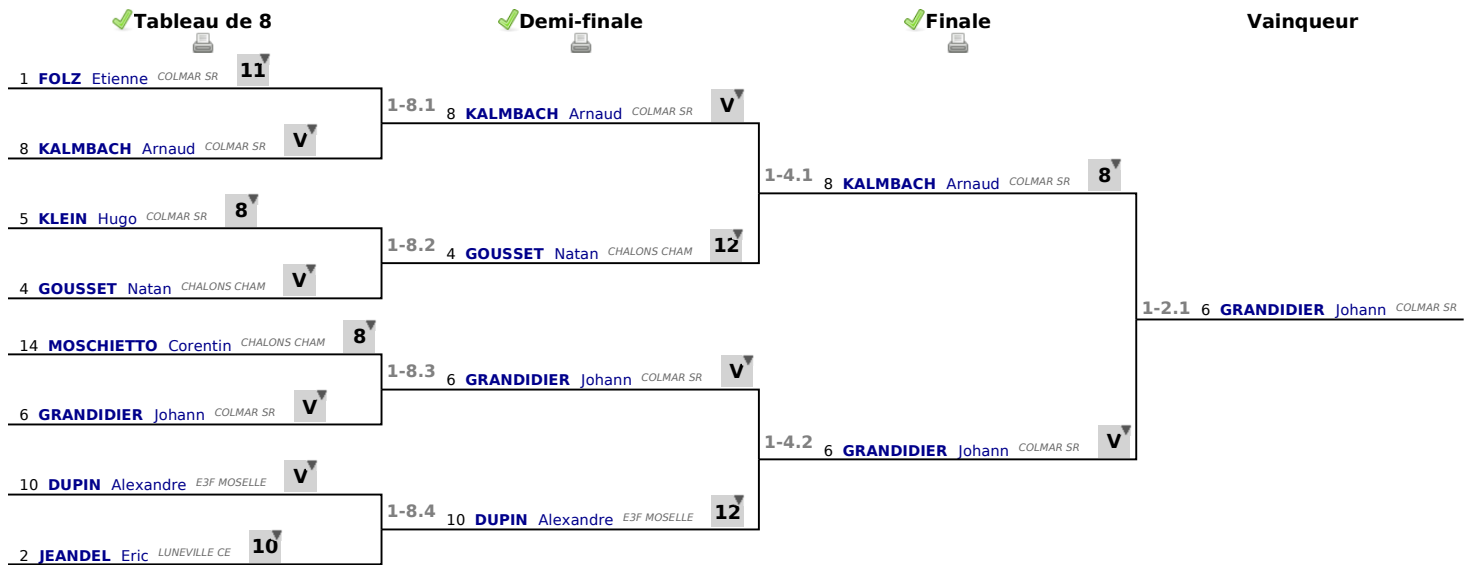 Tableau de 8
Demi-finale
Finale
Vainqueur
1 FOLZ Etienne COLMAR SR 11
1-8.1 8 KALMBACH Arnaud COLMAR SR V
8 KALMBACH Arnaud COLMAR SR V
1-4.1 8 KALMBACH Arnaud COLMAR SR 8
5 KLEIN Hugo COLMAR SR 8
1-8.2 4 GOUSSET Natan CHALONS CHAM 12
4 GOUSSET Natan CHALONS CHAM V
1-2.1 6 GRANDIDIER Johann COLMAR SR
14 MOSCHIETTO Corentin CHALONS CHAM 8
1-8.3 6 GRANDIDIER Johann COLMAR SR V
6 GRANDIDIER Johann COLMAR SR V
1-4.2 6 GRANDIDIER Johann COLMAR SR V
10 DUPIN Alexandre E3F MOSELLE V
1-8.4 10 DUPIN Alexandre E3F MOSELLE 12
2 JEANDEL Eric LUNEVILLE CE 10